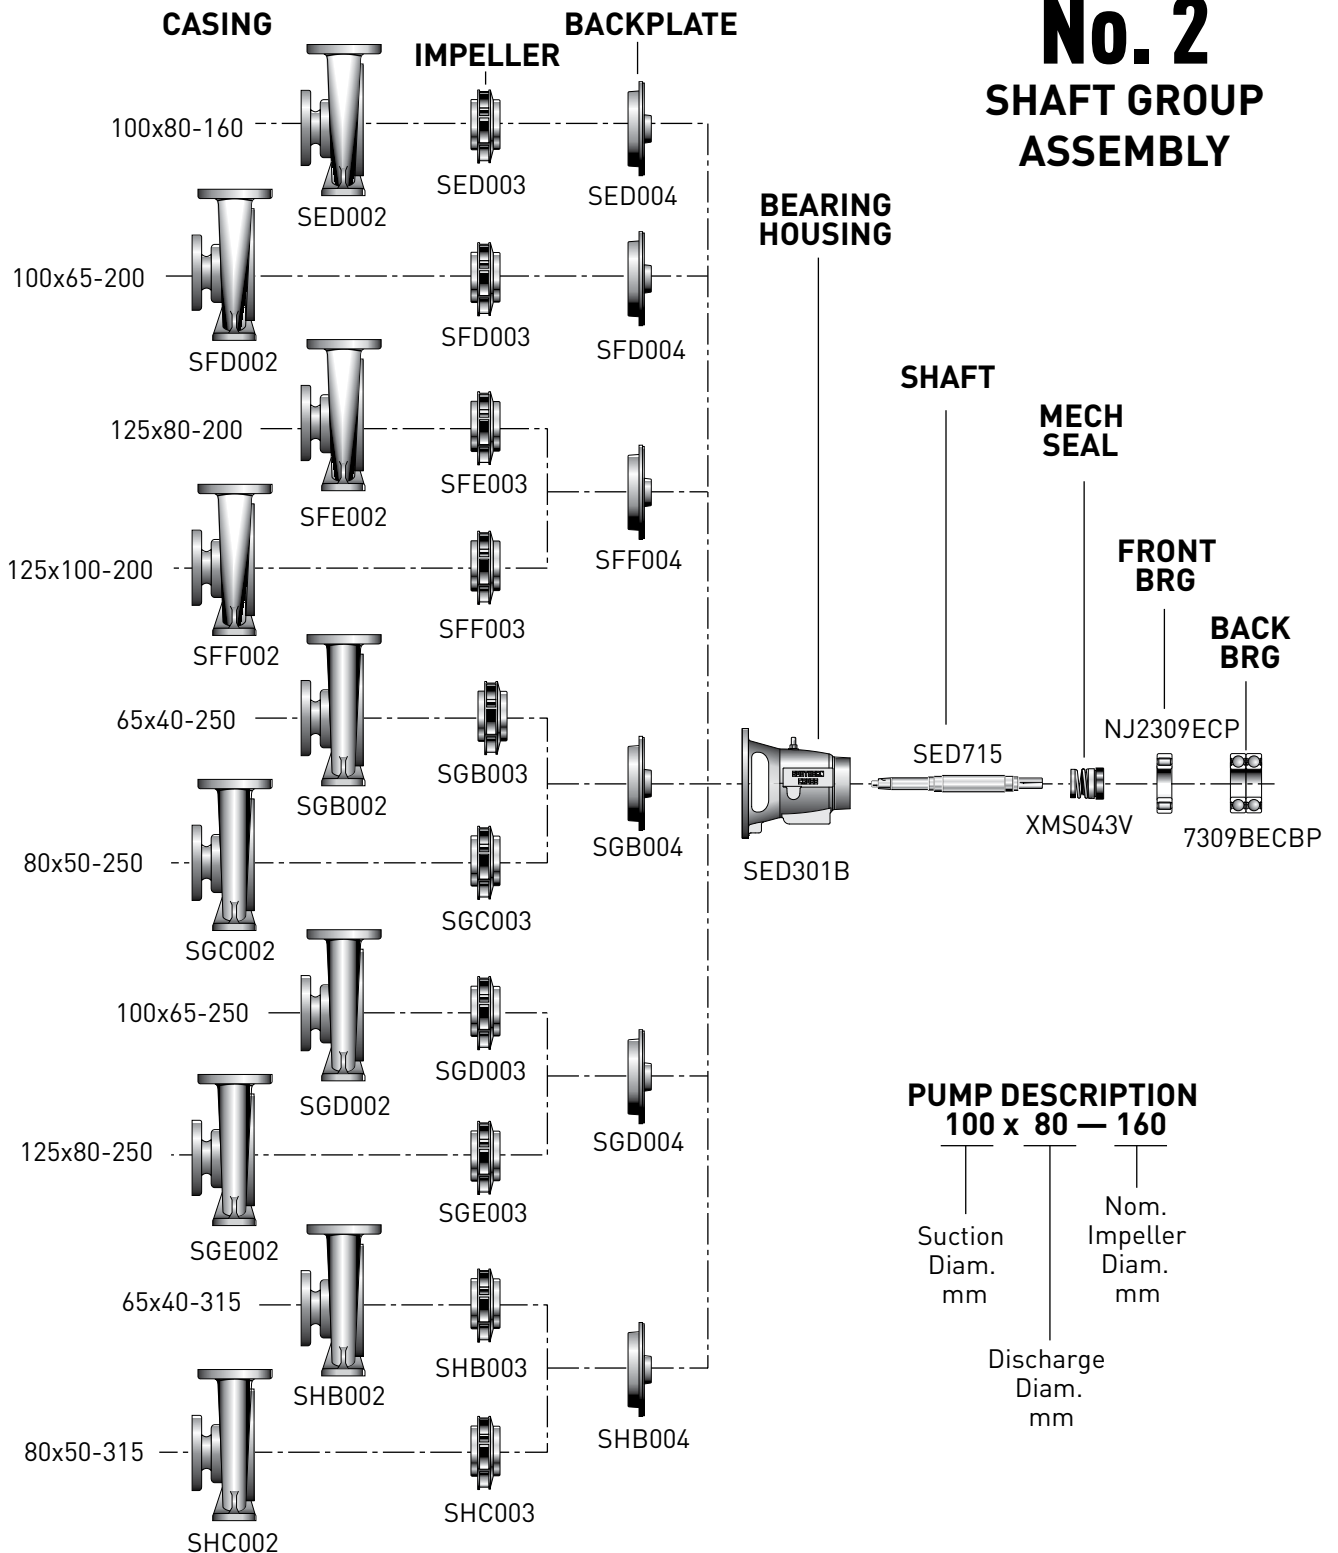 CASING
IMPELLER
BACKPLATE
No. 2
SHAFT GROUP
ASSEMBLY
100x80-160
SED002
SED003
SED004
100x65-200
SFD002
SFD003
SFD004
125x80-200
SFE002
SFE003
125x100-200
SFF002
SFF003
SFF004
65x40-250
SGB002
SGB003
80x50-250
SGC002
SGC003
SGB004
100x65-250
SGD002
SGD003
125x80-250
SGE002
SGE003
SGD004
65x40-315
SHB002
SHB003
80x50-315
SHC002
SHC003
SHB004
BEARING
HOUSING
SED301B
SHAFT
SED715
MECH
SEAL
XMS043V
FRONT
BRG
NJ2309ECP
BACK
BRG
7309BECBP
PUMP DESCRIPTION
100 x 80 — 160
Suction
Diam.
mm
Discharge
Diam.
mm
Nom.
Impeller
Diam.
mm